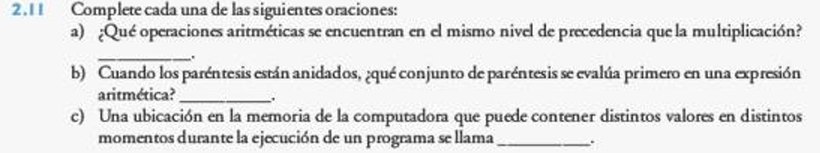 2.11 Complete cada una de las siguientes oraciones:
a) ¿Qué operaciones aritméticas se encuentran en el mismo nivel de precedencia que la multiplicación?
__________.
b) Cuando los paréntesis están anidados, ¿qué conjunto de paréntesis se evalúa primero en una expresión
aritmética? __________.
c) Una ubicación en la memoria de la computadora que puede contener distintos valores en distintos
momentos durante la ejecución de un programa se llama __________.